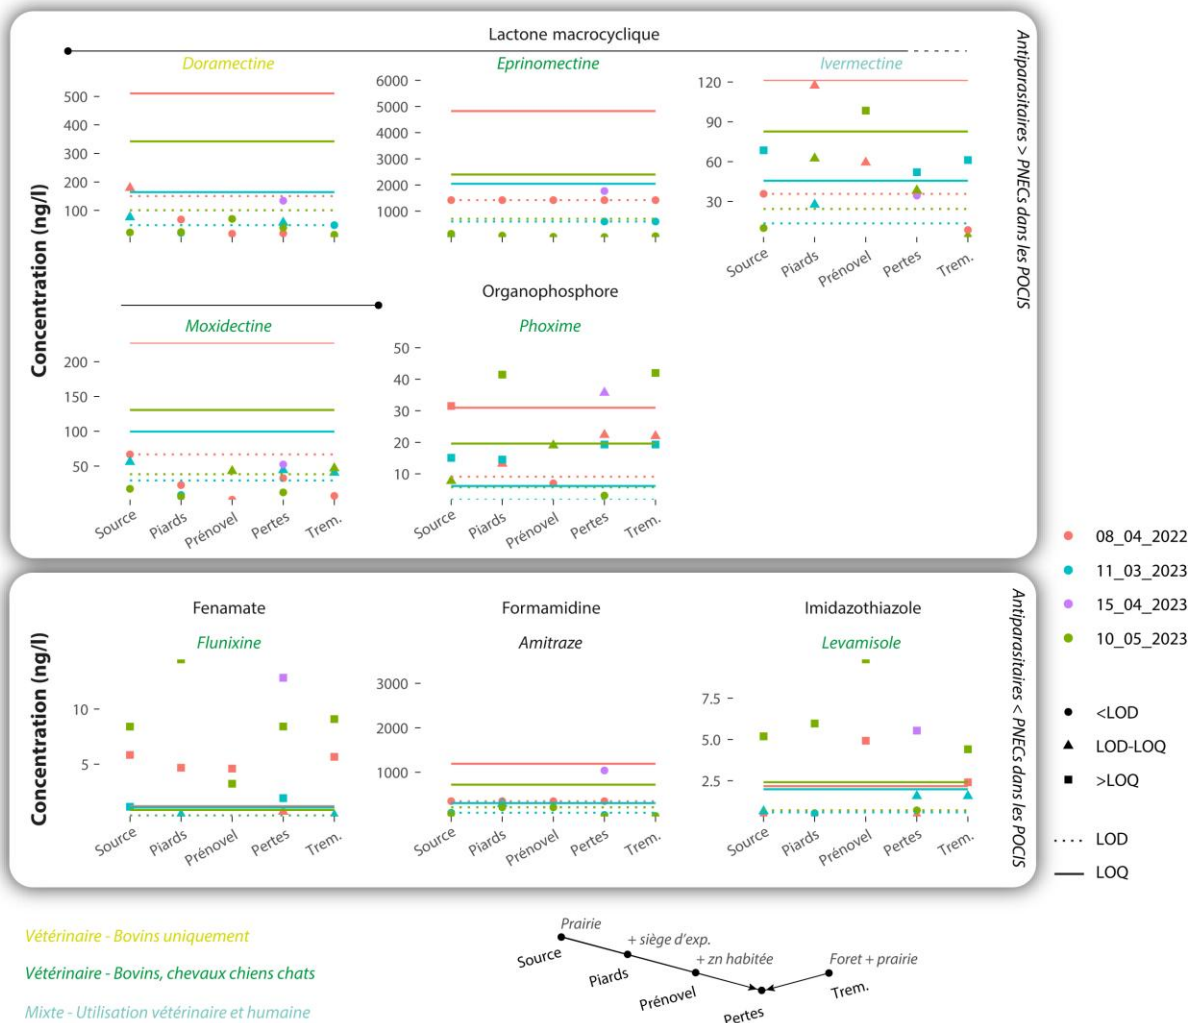 Lactone macrocyclique
Doramectine
Eprinomectine
Ivermectine
Concentration (ng/l)
500
400
300
200
100
6000
5000
4000
3000
2000
1000
120
90
60
30
Source
Piards
Prénovel
Pertes
Trem.
Organophosphore
Moxidectine
Phoxime
200
150
100
50
50
40
30
20
10
Source
Piards
Prénovel
Pertes
Trem.
Source
Piards
Prénovel
Pertes
Trem.
Antiparasitaires > PNECs dans les POCIS
08_04_2022
11_03_2023
15_04_2023
10_05_2023
<LOD
LOD-LOQ
>LOQ
LOD
LOQ
Fenamate
Formamidine
Imidazothiazole
Flunixine
Amitraze
Levamisole
Concentration (ng/l)
10
5
3000
2000
1000
7.5
5.0
2.5
Source
Piards
Prénovel
Pertes
Trem.
Source
Piards
Prénovel
Pertes
Trem.
Source
Piards
Prénovel
Pertes
Trem.
Antiparasitaires < PNECs dans les POCIS
Vétérinaire - Bovins uniquement
Vétérinaire - Bovins, chevaux chiens chats
Mixte - Utilisation vétérinaire et humaine
Prairie
+ siège d'exp.
+ zn habitée
Foret + prairie
Source
Piards
Prénovel
Pertes
Trem.